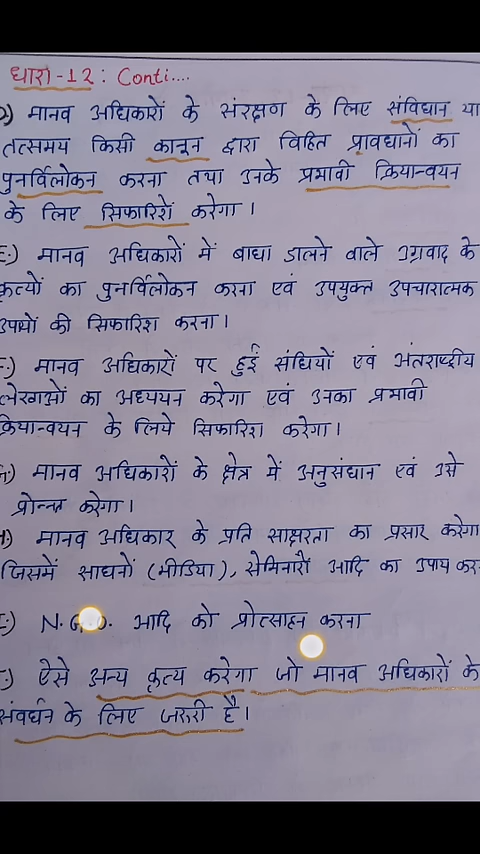 धारा-12 : Conti....
D) मानव अधिकारों के संरक्षण के लिए संविधान या
तत्समय किसी कानून द्वारा विहित प्रावधानों का
पुनर्विलोकन करना तथा उनके प्रभावी क्रियान्वयन
के लिए सिफारिशें करेगा।
E.) मानव अधिकारों में बाधा डालने वाले उग्रवाद के
कृत्यों का पुनर्विलोकन करना एवं उपयुक्त उपचारात्मक
उपायों की सिफारिश करना।
F.) मानव अधिकारों पर हुई संधियों एवं अंतराष्ट्रीय
लेखाओं का अध्ययन करेगा एवं उनका प्रभावी
क्रियान्वयन के लिये सिफारिश करेगा।
G.) मानव अधिकारों के क्षेत्र में अनुसंधान एवं उसे
प्रोन्नत करेगा।
H.) मानव अधिकार के प्रति साक्षरता का प्रसार करेगा
जिसमें साधनों (मीडिया), सेमिनारों आदि का उपाय
I.) N.G.O. आदि को प्रोत्साहन करना
J.) ऐसे अन्य कृत्य करेगा जो मानव अधिकारों के
संवर्धन के लिए जरुरी है।